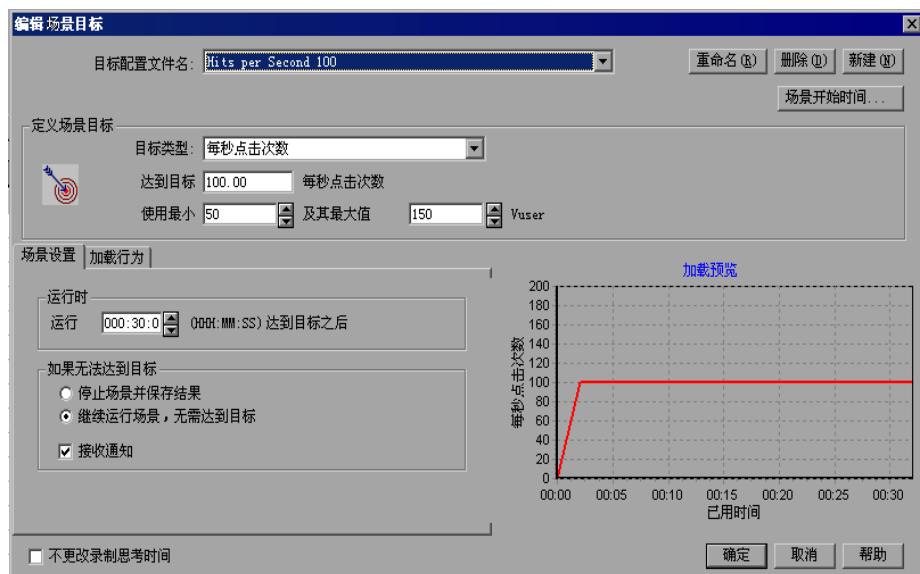 编辑场景目标
目标配置文件名: Hits per Second 100 重命名(R) 删除(D) 新建(N)
场景开始时间...
定义场景目标
目标类型: 每秒点击次数
达到目标 100.00 每秒点击次数
使用最小 50 及其最大值 150 Vuser
场景设置 加载行为
运行时
运行 000:30:0 (HHH:MM:SS)达到目标之后
如果无法达到目标
停止场景并保存结果
继续运行场景，无需达到目标
接收通知
加载预览
每秒点击次数
200
180
160
140
120
100
80
60
40
20
0
00:00 00:05 00:10 00:15 00:20 00:25 00:30
已用时间
不更改录制思考时间
确定 取消 帮助